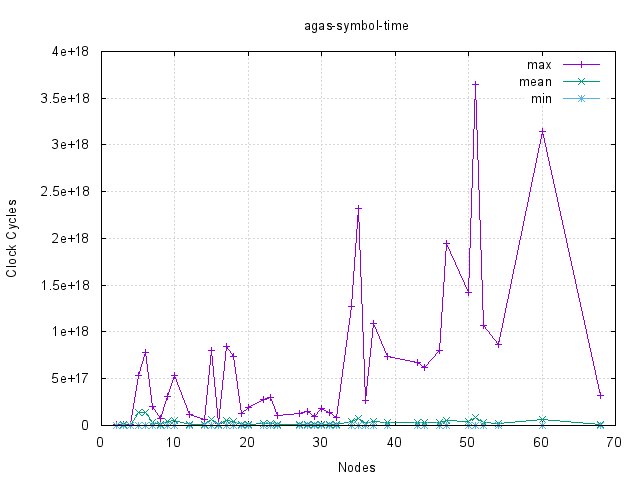 agas-symbol-time
4e+18
3.5e+18
3e+18
2.5e+18
2e+18
1.5e+18
1e+18
5e+17
0
Clock Cycles
max
mean
min
0 10 20 30 40 50 60 70
Nodes